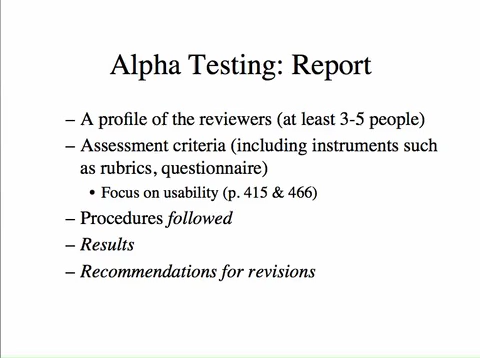 Alpha Testing: Report
– A profile of the reviewers (at least 3-5 people)
– Assessment criteria (including instruments such
as rubrics, questionnaire)
• Focus on usability (p. 415 & 466)
– Procedures followed
– Results
– Recommendations for revisions